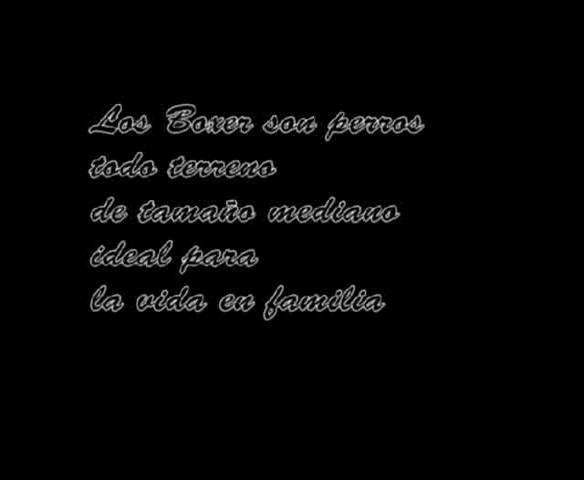 Los Boxer son perros
todo terreno
de tamaño mediano
ideal para
la vida en familia